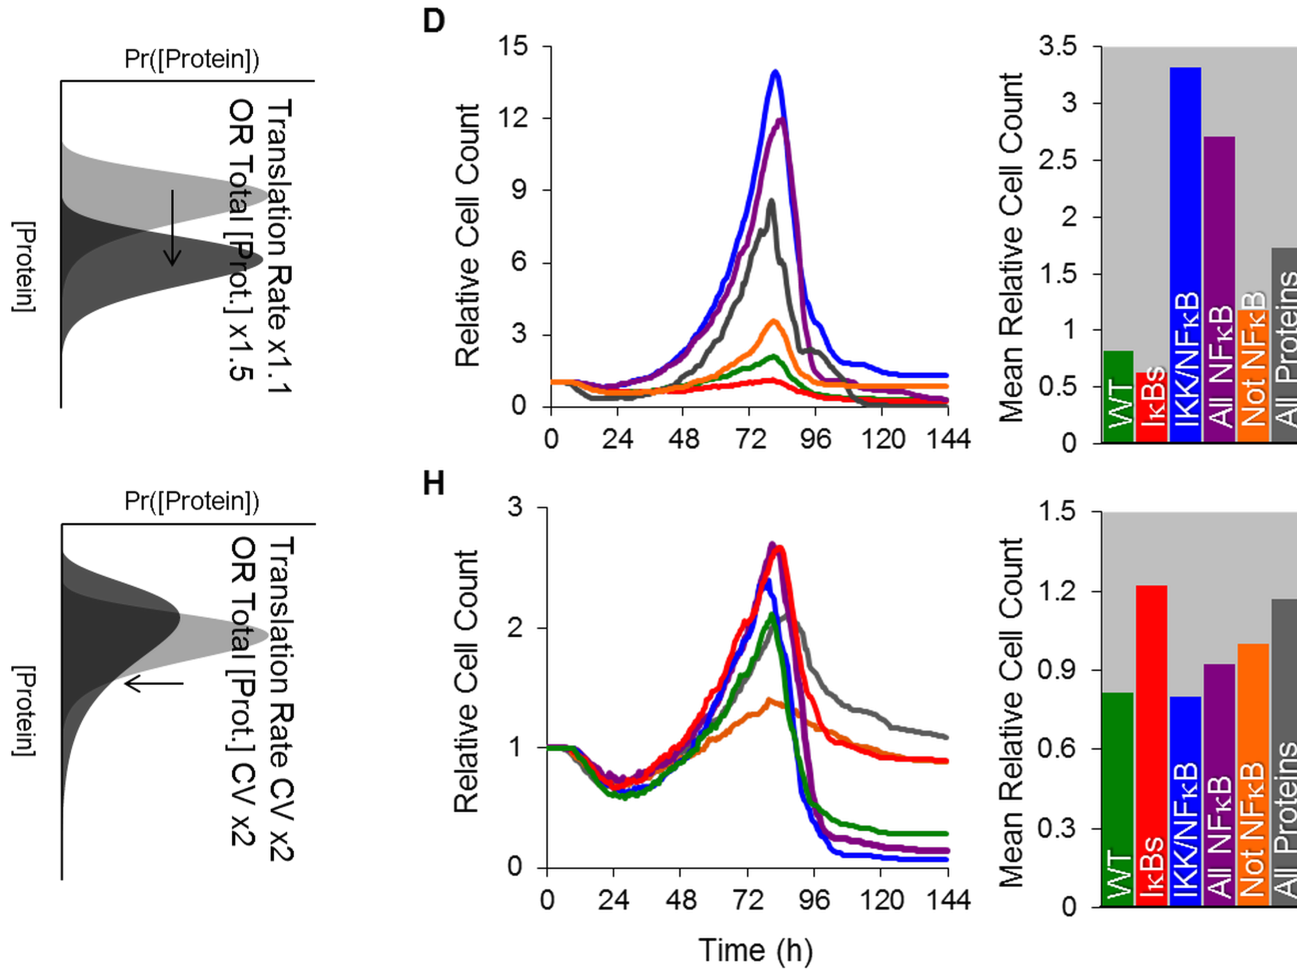 Pr([Protein])
[Protein]
Translation Rate x1.1
OR Total [Prot.] x1.5
D
Relative Cell Count
15
12
9
6
3
0
0 24 48 72 96 120 144
Mean Relative Cell Count
3.5
3
2.5
2
1.5
1
0.5
0
WT
IκBs
IKK/NFκB
All NFκB
Not NFκB
All Proteins
Pr([Protein])
[Protein]
Translation Rate CV x2
OR Total [Prot.] CV x2
H
Relative Cell Count
3
2
1
0
0 24 48 72 96 120 144
Time (h)
Mean Relative Cell Count
1.5
1.2
0.9
0.6
0.3
0
WT
IκBs
IKK/NFκB
All NFκB
Not NFκB
All Proteins